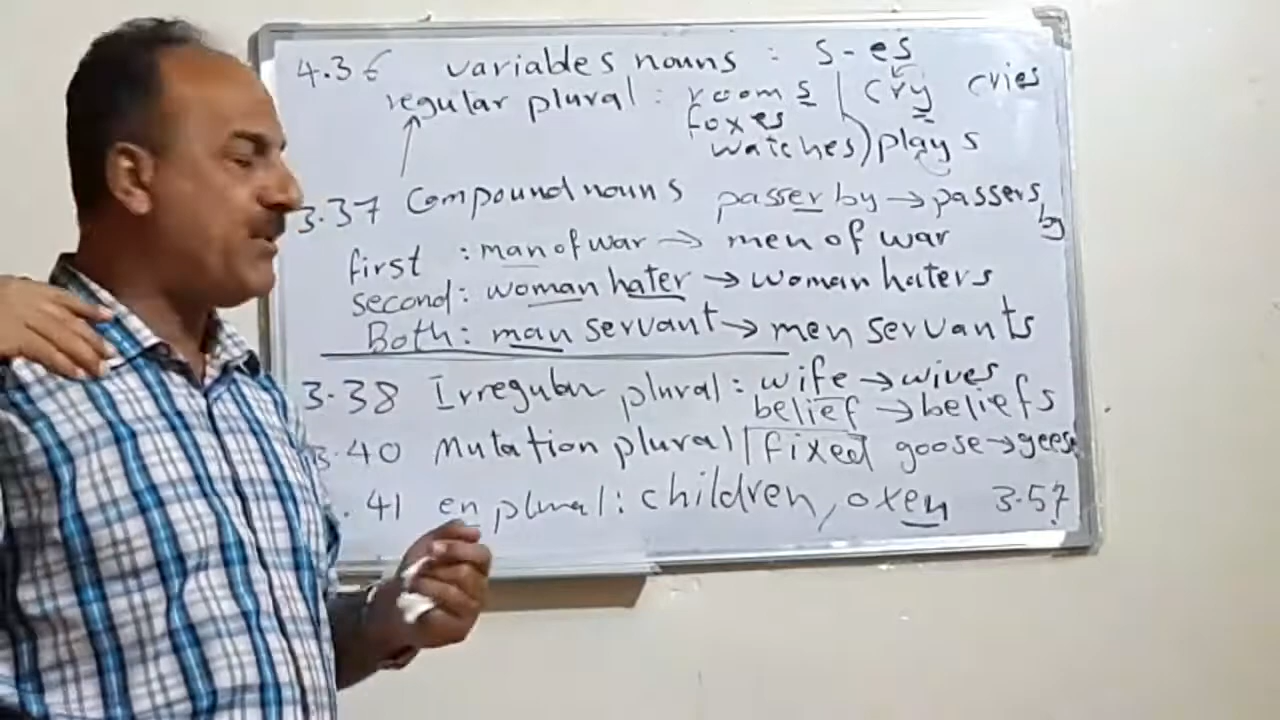 4.36 variables nouns : s - es
regular plural : rooms | cry cries
foxes
watches) plays
3.37 Compound nouns passer by → passers by
first : man of war → men of war
second : woman hater → woman haters
Both : man servant → men servants
3.38 Irregular plural : wife → wives
belief → beliefs
3.40 Mutation plural | fixed goose → geese
.41 en plural : children, oxen 3.57